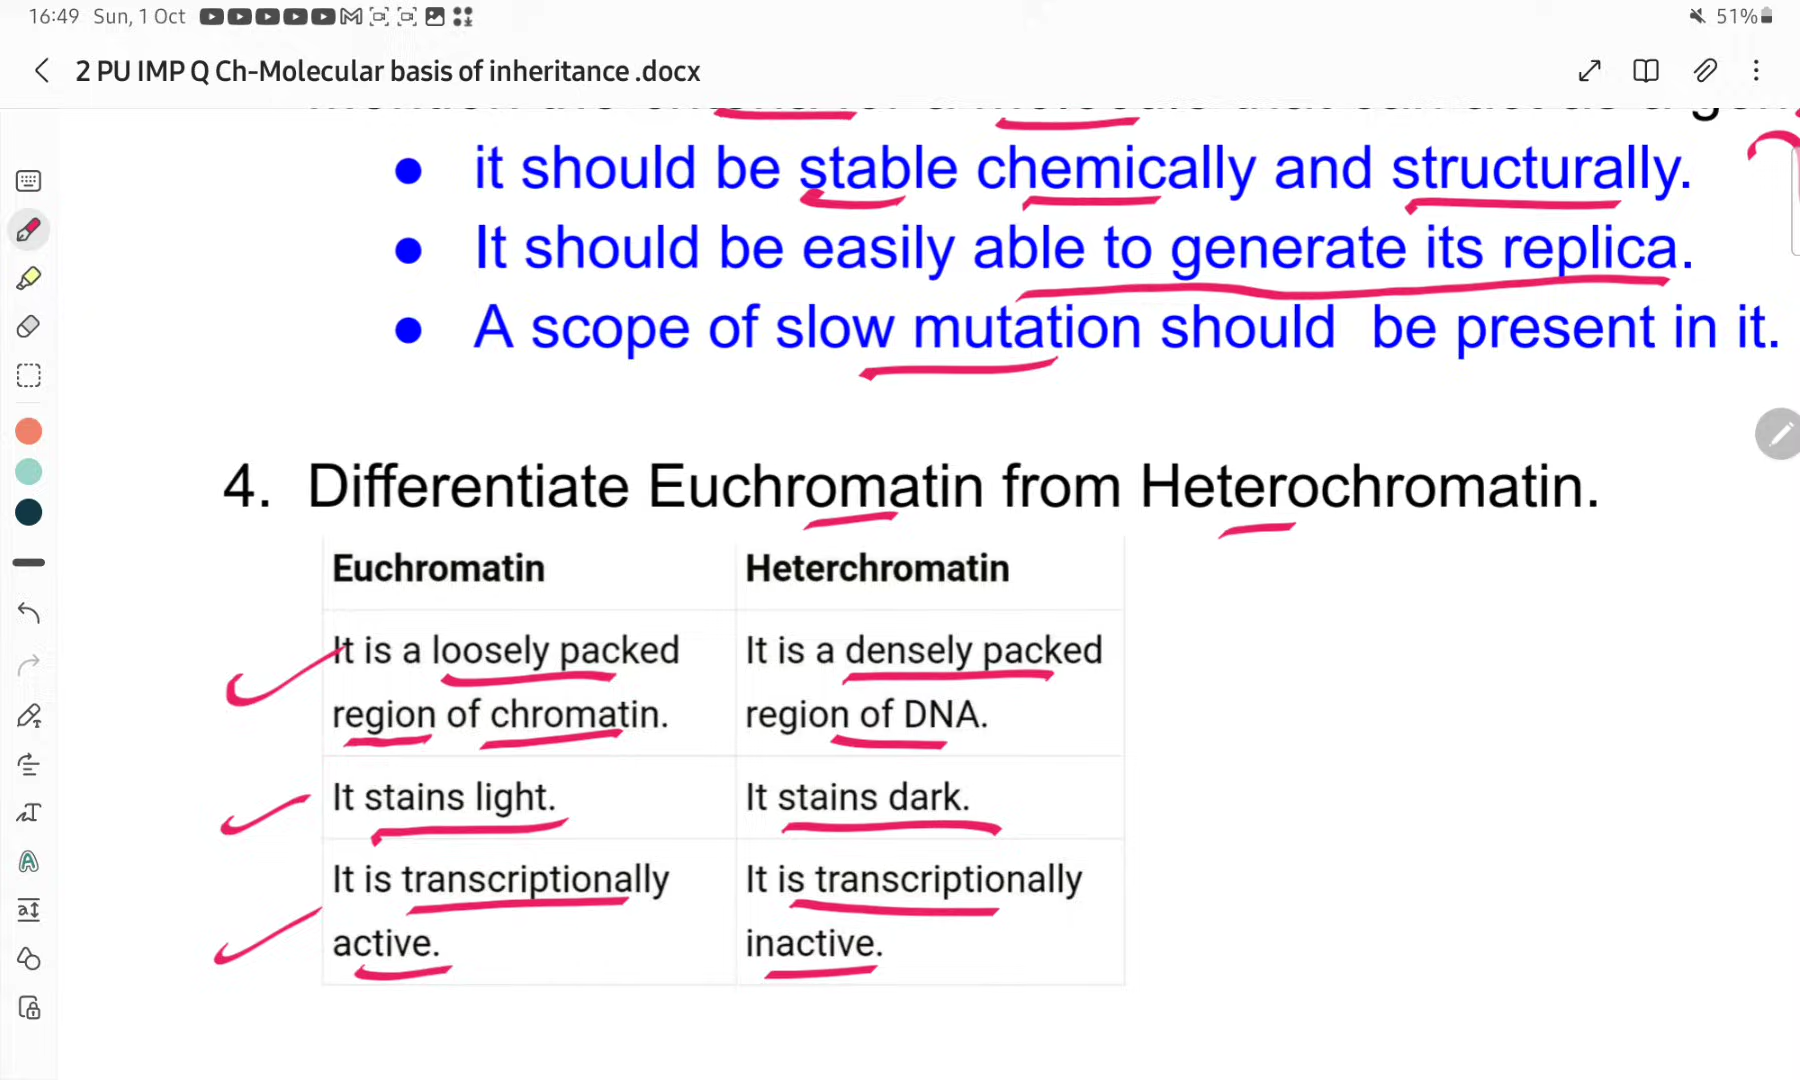 16:49 Sun, 1 Oct 51%
2 PU IMP Q Ch-Molecular basis of inheritance .docx
it should be stable chemically and structurally.
It should be easily able to generate its replica.
A scope of slow mutation should be present in it.
4. Differentiate Euchromatin from Heterochromatin.
Euchromatin Heterchromatin
It is a loosely packed It is a densely packed
region of chromatin. region of DNA.
It stains light. It stains dark.
It is transcriptionally It is transcriptionally
active. inactive.